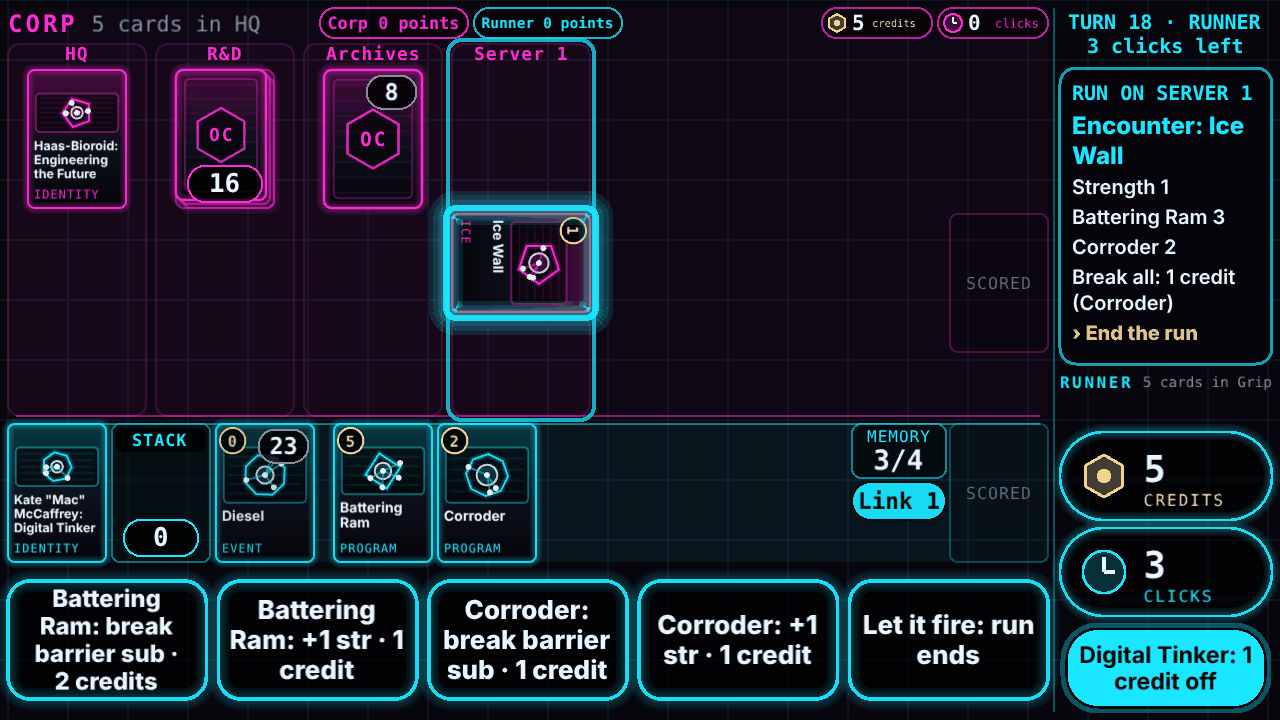 CORP 5 cards in HQ
Corp 0 points
Runner 0 points
5 credits
0 clicks
TURN 18 · RUNNER
3 clicks left
HQ
R&D
Archives
Server 1
Haas-Bioroid:
Engineering
the Future
IDENTITY
OC
16
8
OC
ICE
Ice Wall
1
SCORED
RUN ON SERVER 1
Encounter: Ice
Wall
Strength 1
Battering Ram 3
Corroder 2
Break all: 1 credit
(Corroder)
› End the run
RUNNER 5 cards in Grip
Kate "Mac"
McCaffrey:
Digital Tinker
IDENTITY
STACK
0
0
23
Diesel
EVENT
5
Battering
Ram
PROGRAM
2
Corroder
PROGRAM
MEMORY
3/4
Link 1
SCORED
5
CREDITS
3
CLICKS
Battering
Ram: break
barrier sub ·
2 credits
Battering
Ram: +1 str · 1
credit
Corroder:
break barrier
sub · 1 credit
Corroder: +1
str · 1 credit
Let it fire: run
ends
Digital Tinker: 1
credit off